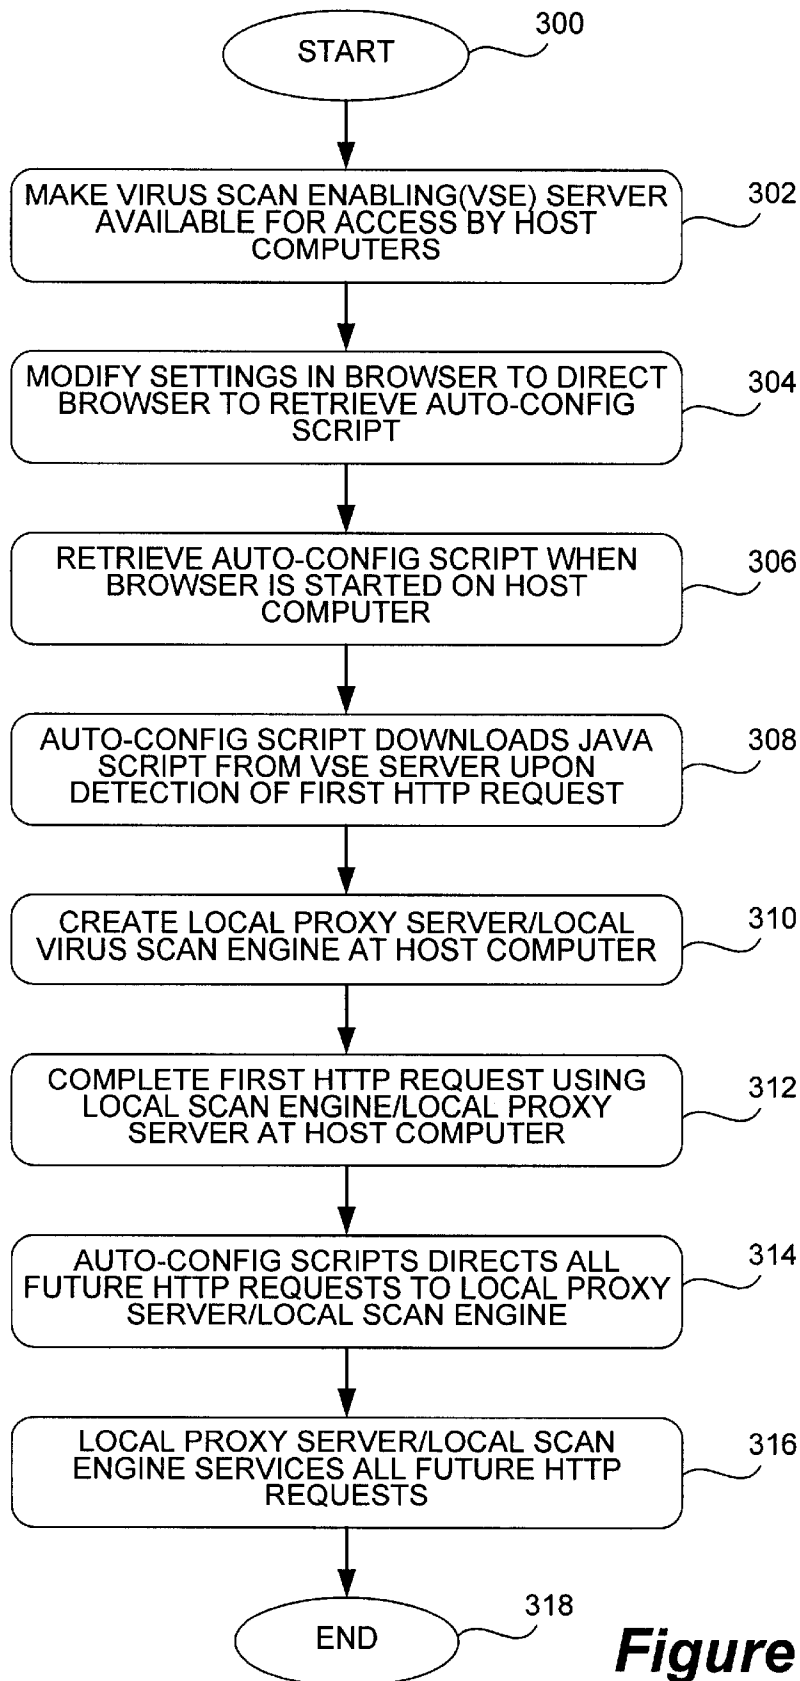 START
300
MAKE VIRUS SCAN ENABLING(VSE) SERVER
AVAILABLE FOR ACCESS BY HOST
COMPUTERS
302
MODIFY SETTINGS IN BROWSER TO DIRECT
BROWSER TO RETRIEVE AUTO-CONFIG
SCRIPT
304
RETRIEVE AUTO-CONFIG SCRIPT WHEN
BROWSER IS STARTED ON HOST
COMPUTER
306
AUTO-CONFIG SCRIPT DOWNLOADS JAVA
SCRIPT FROM VSE SERVER UPON
DETECTION OF FIRST HTTP REQUEST
308
CREATE LOCAL PROXY SERVER/LOCAL
VIRUS SCAN ENGINE AT HOST COMPUTER
310
COMPLETE FIRST HTTP REQUEST USING
LOCAL SCAN ENGINE/LOCAL PROXY
SERVER AT HOST COMPUTER
312
AUTO-CONFIG SCRIPTS DIRECTS ALL
FUTURE HTTP REQUESTS TO LOCAL PROXY
SERVER/LOCAL SCAN ENGINE
314
LOCAL PROXY SERVER/LOCAL SCAN
ENGINE SERVICES ALL FUTURE HTTP
REQUESTS
316
END
318
Figure